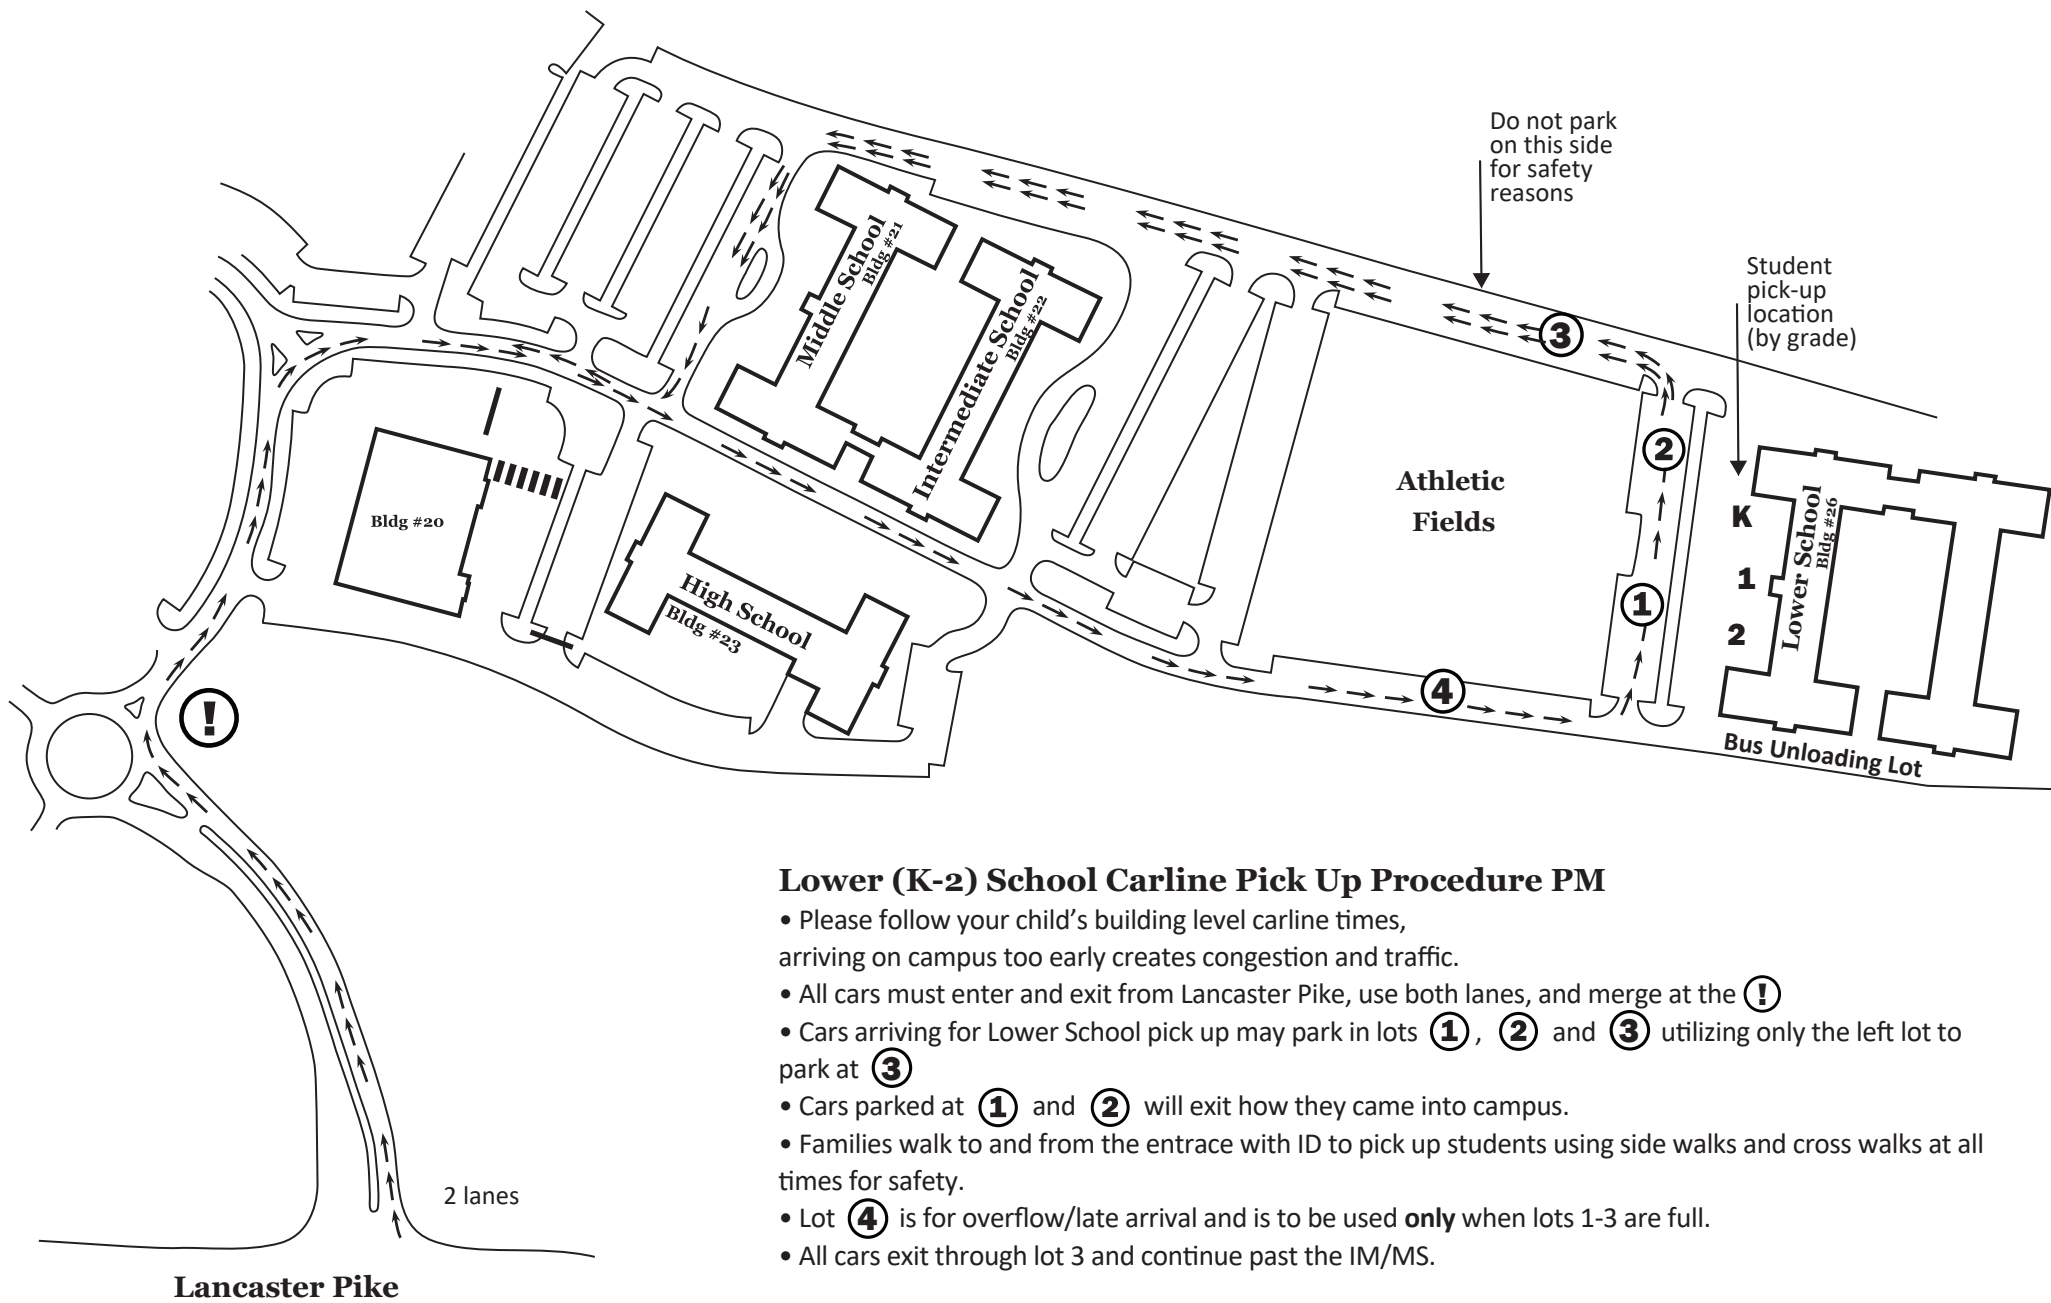 Do not park
on this side
for safety
reasons
Student
pick-up
location
(by grade)
3
2
1
4
K
1
2
Middle School
Bldg #21
Intermediate School
Bldg #22
Athletic
Fields
Lower School
Bldg #26
Bldg #20
High School
Bldg #23
!
Bus Unloading Lot
Lower (K-2) School Carline Pick Up Procedure PM
• Please follow your child’s building level carline times,
arriving on campus too early creates congestion and traffic.
• All cars must enter and exit from Lancaster Pike, use both lanes, and merge at the !
• Cars arriving for Lower School pick up may park in lots 1 , 2 and 3 utilizing only the left lot to
park at 3
• Cars parked at 1 and 2 will exit how they came into campus.
• Families walk to and from the entrace with ID to pick up students using side walks and cross walks at all
times for safety.
• Lot 4 is for overflow/late arrival and is to be used only when lots 1-3 are full.
• All cars exit through lot 3 and continue past the IM/MS.
2 lanes
Lancaster Pike